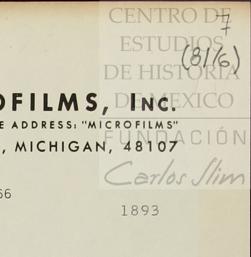 CENTRO DE
ESTUDIOS
7
(81/6)
DE HISTORIA
DE MEXICO
OFILMS, INC.
E ADDRESS: "MICROFILMS"
FUNDACIÓN
, MICHIGAN, 48107
Carlos Slim
66
1893